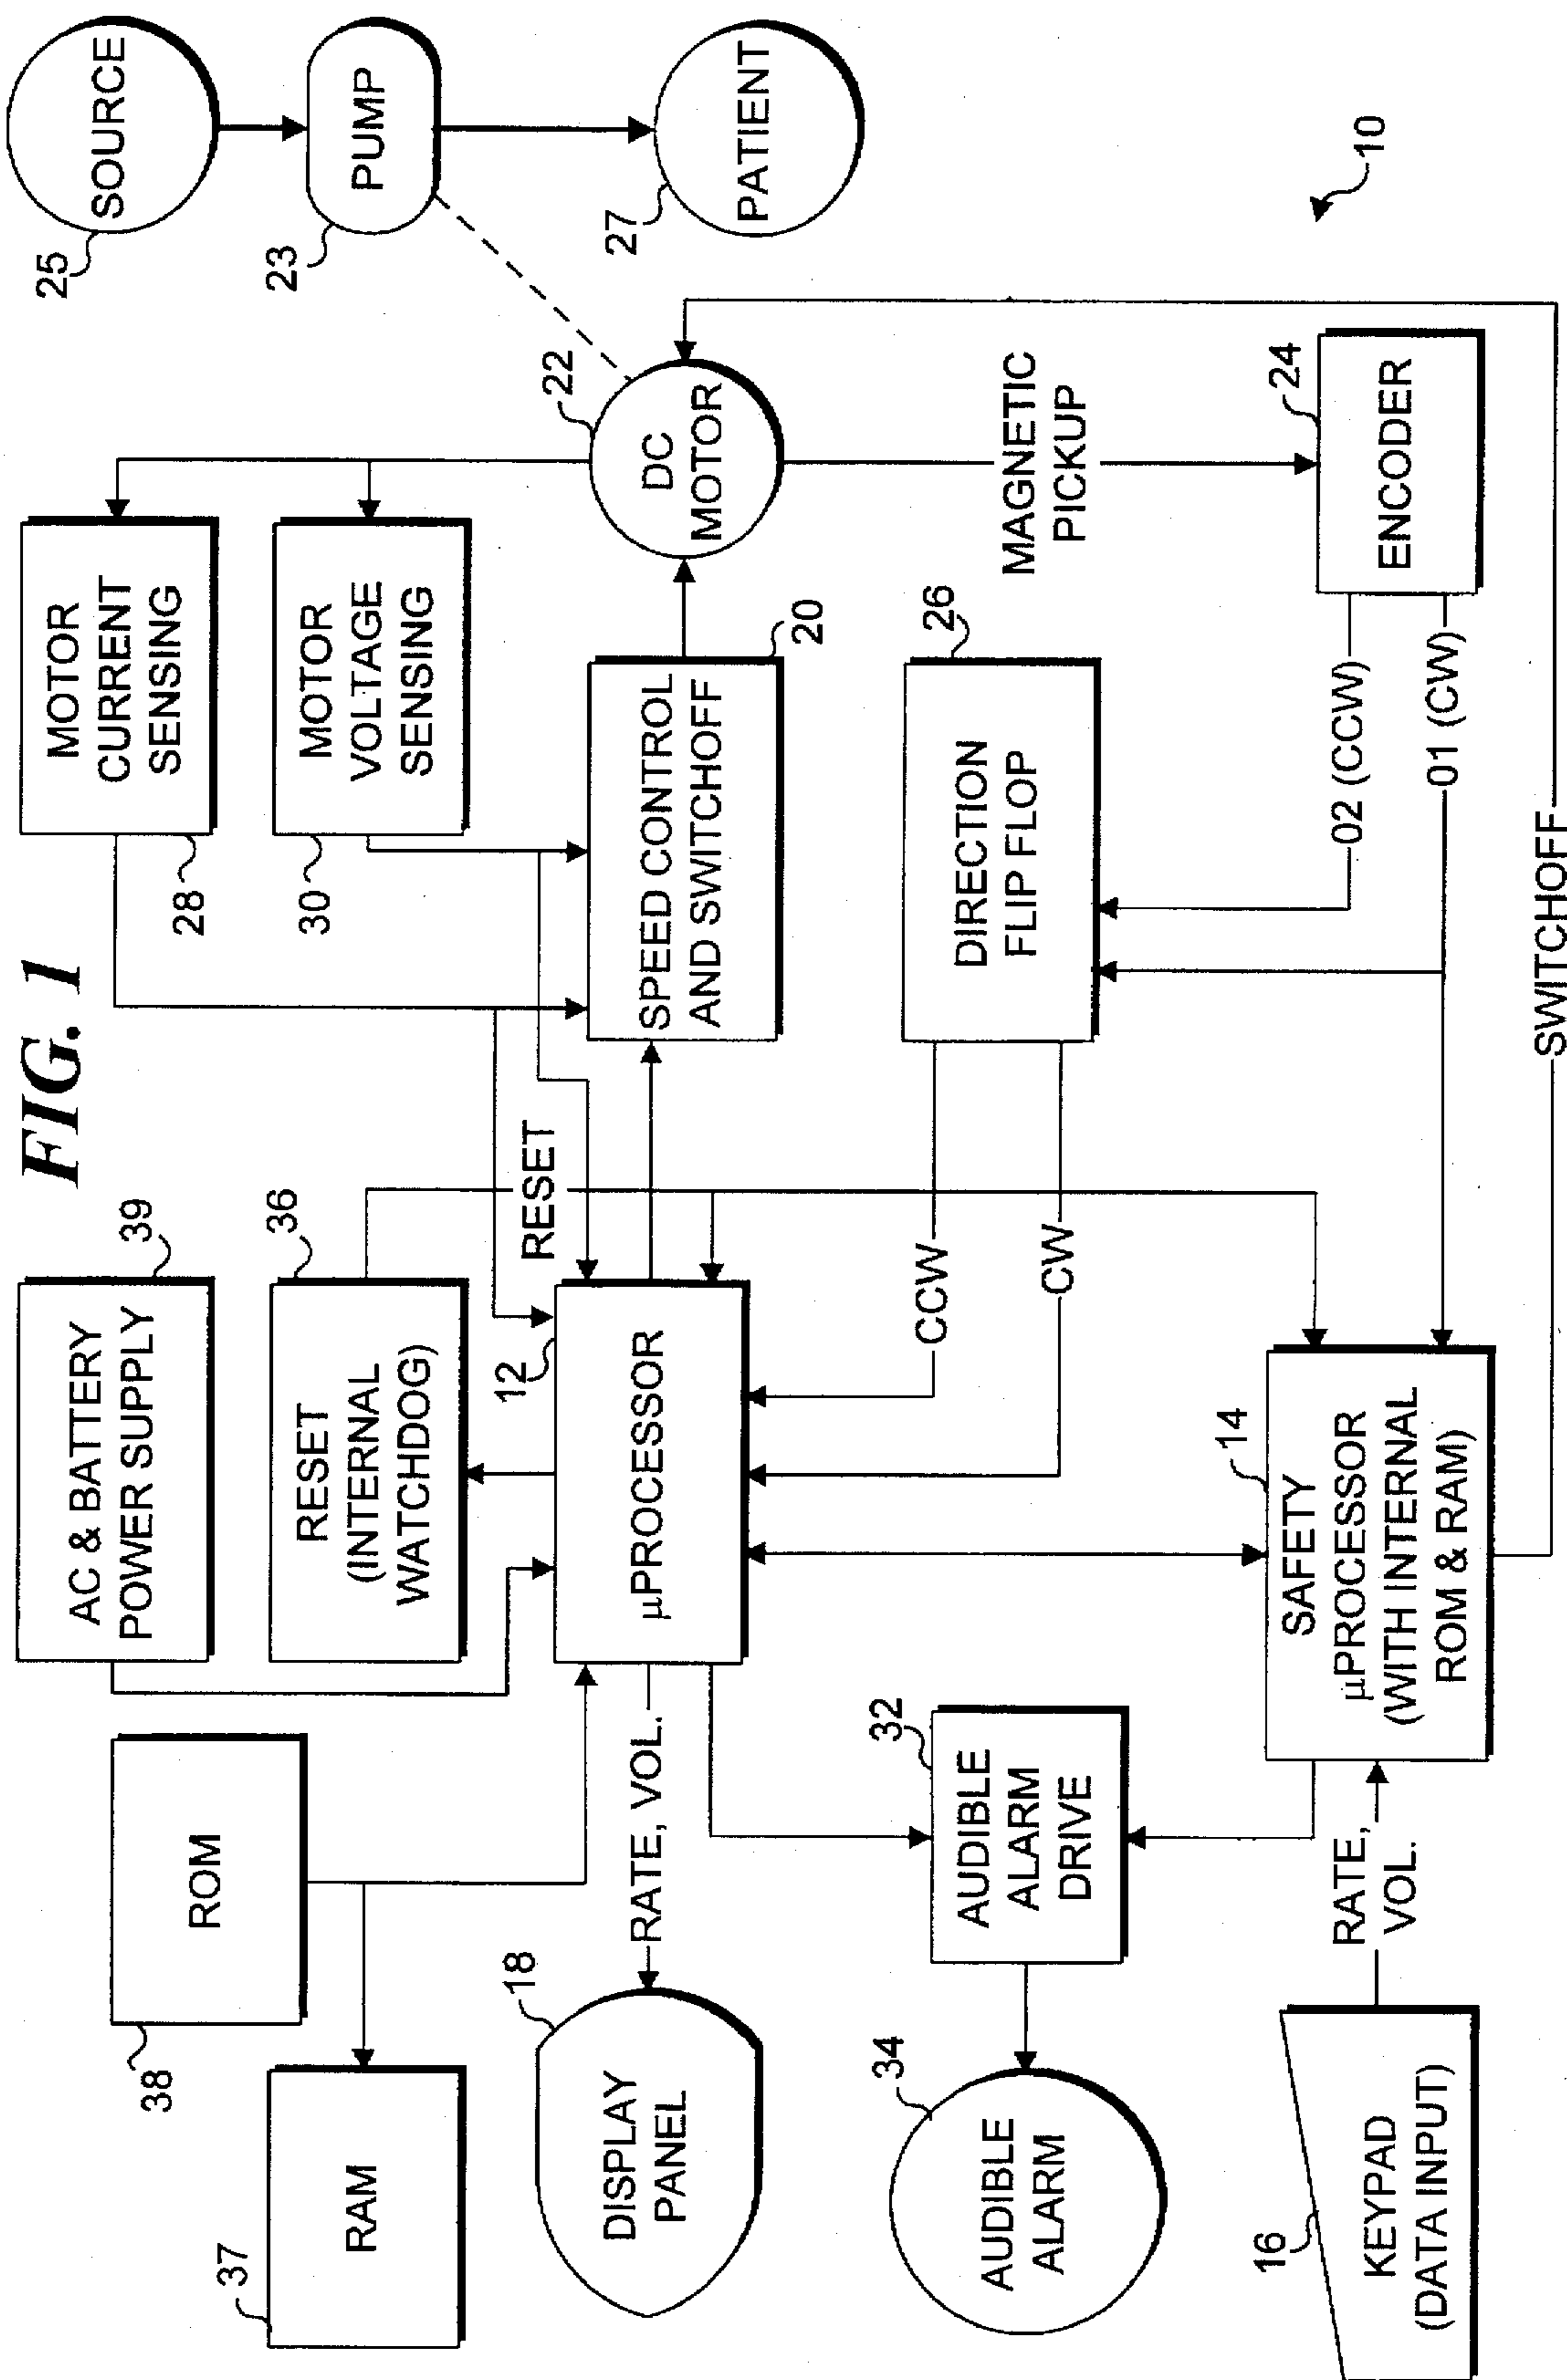 FIG. 1
38
ROM
37
RAM
AC & BATTERY
POWER SUPPLY
39
RESET
(INTERNAL
WATCHDOG)
36
MOTOR
CURRENT
SENSING
28
MOTOR
VOLTAGE
SENSING
30
25
SOURCE
23
PUMP
27
PATIENT
18
DISPLAY
PANEL
RATE, VOL.
12
µPROCESSOR
RESET
SPEED CONTROL
AND SWITCHOFF
20
22
DC
MOTOR
34
AUDIBLE
ALARM
32
AUDIBLE
ALARM
DRIVE
CCW
CW
26
DIRECTION
FLIP FLOP
MAGNETIC
PICKUP
10
16
KEYPAD
(DATA INPUT)
RATE,
VOL.
14
SAFETY
µPROCESSOR
(WITH INTERNAL
ROM & RAM)
02 (CCW)
01 (CW)
24
ENCODER
SWITCHOFF